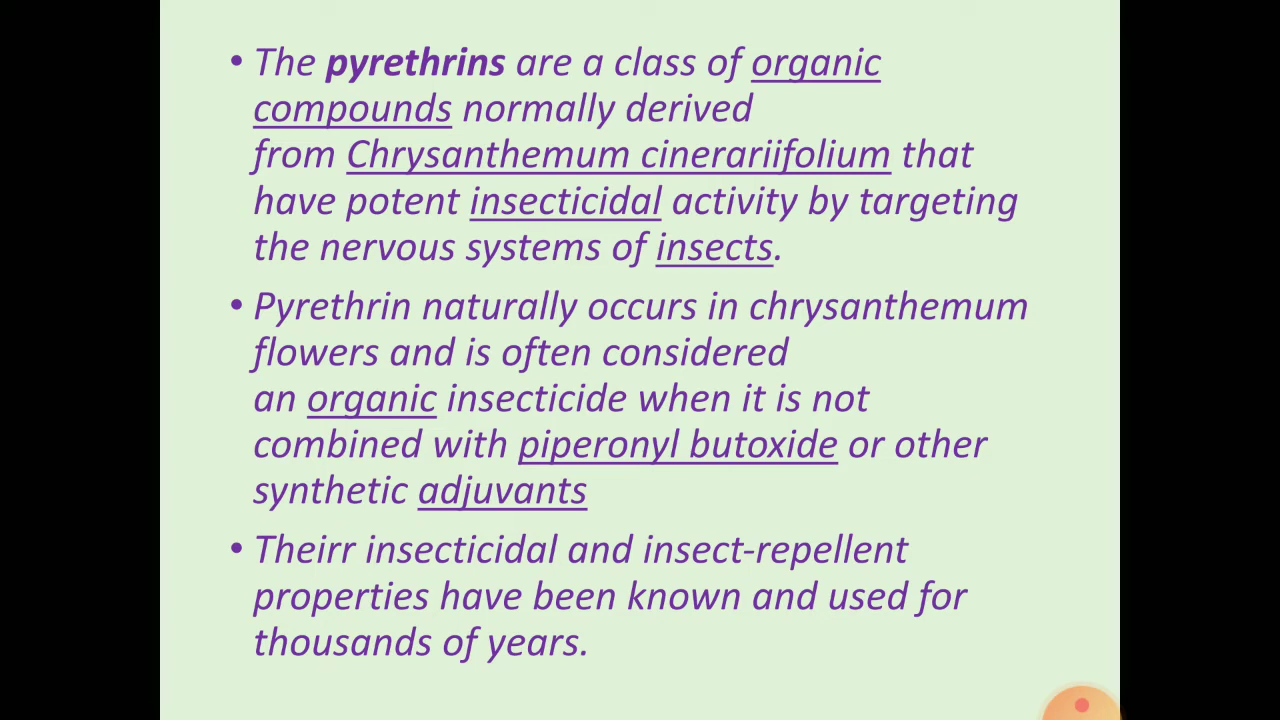 • The pyrethrins are a class of organic
compounds normally derived
from Chrysanthemum cinerariifolium that
have potent insecticidal activity by targeting
the nervous systems of insects.
• Pyrethrin naturally occurs in chrysanthemum
flowers and is often considered
an organic insecticide when it is not
combined with piperonyl butoxide or other
synthetic adjuvants
• Theirr insecticidal and insect-repellent
properties have been known and used for
thousands of years.